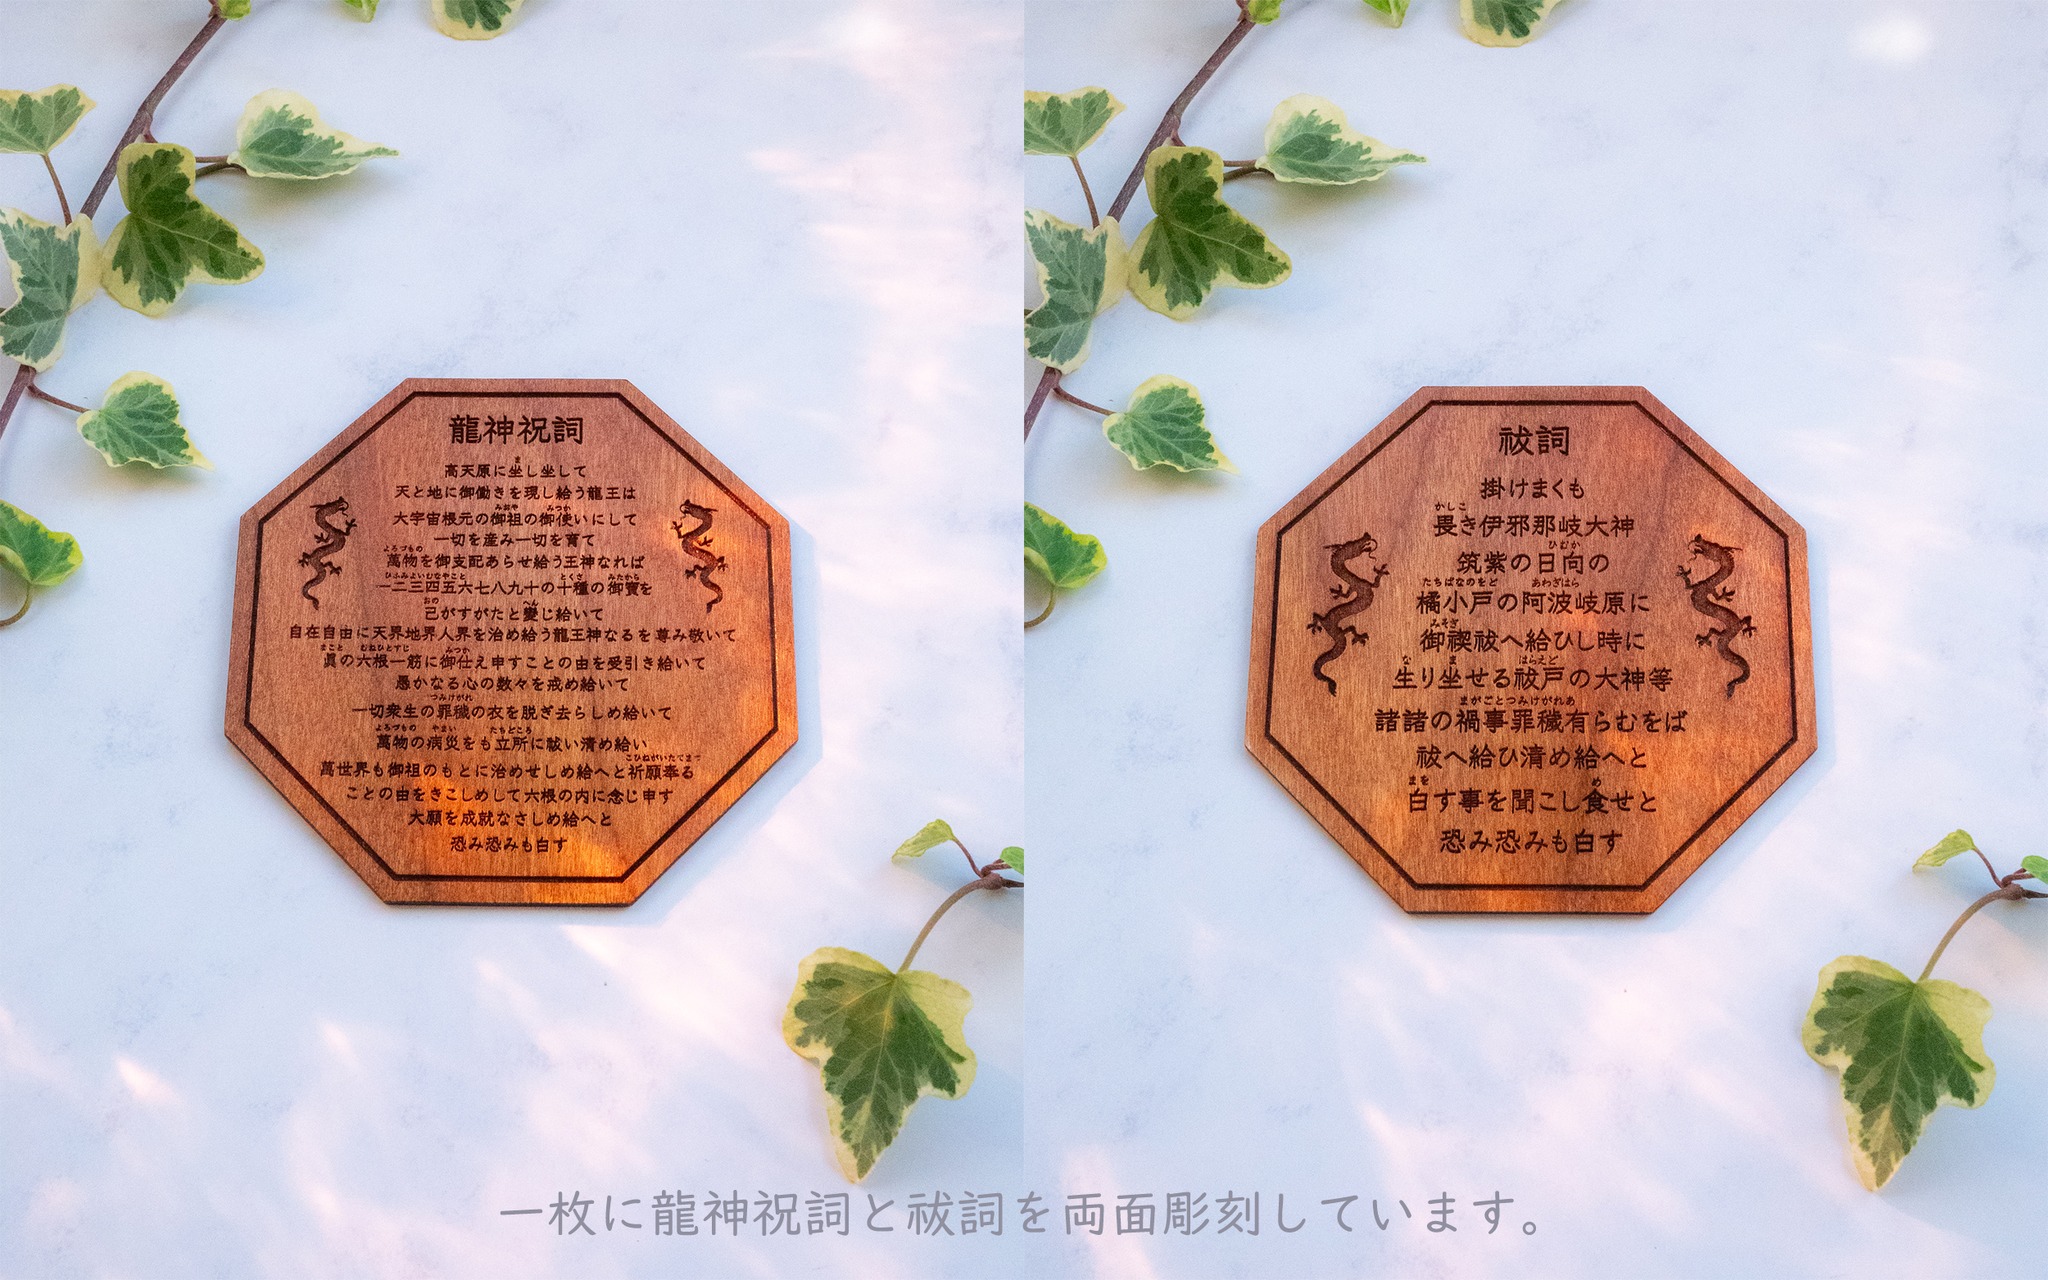 龍神祝詞
高天原に坐し坐して
天と地に御働きを現し給う龍王は
大宇宙根元の御祖の御使いにして
一切を産み一切を育て
萬物を御支配あらせ給う王神なれば
一二三四五六七八九十の十種の御寶を
己がすがたと變じ給いて
自在自由に天界地界人界を治め給う龍王神なるを尊み敬いて
眞の六根一筋に御仕え申すことの由を受引き給いて
愚かなる心の数々を戒め給いて
一切衆生の罪穢の衣を脱ぎ去らしめ給いて
萬物の病災をも立所に祓い清め給い
萬世界も御祖のもとに治めせしめ給へと祈願奉る
ことの由をきこしめして六根の内に念じ申す
大願を成就なさしめ給へと
恐み恐みも白す
祓詞
掛けまくも
畏き伊邪那岐大神
筑紫の日向の
橘小戸の阿波岐原に
御禊祓へ給ひし時に
生り坐せる祓戸の大神等
諸諸の禍事罪穢有らむをば
祓へ給ひ清め給へと
白す事を聞こし食せと
恐み恐みも白す
一枚に龍神祝詞と祓詞を両面彫刻しています。